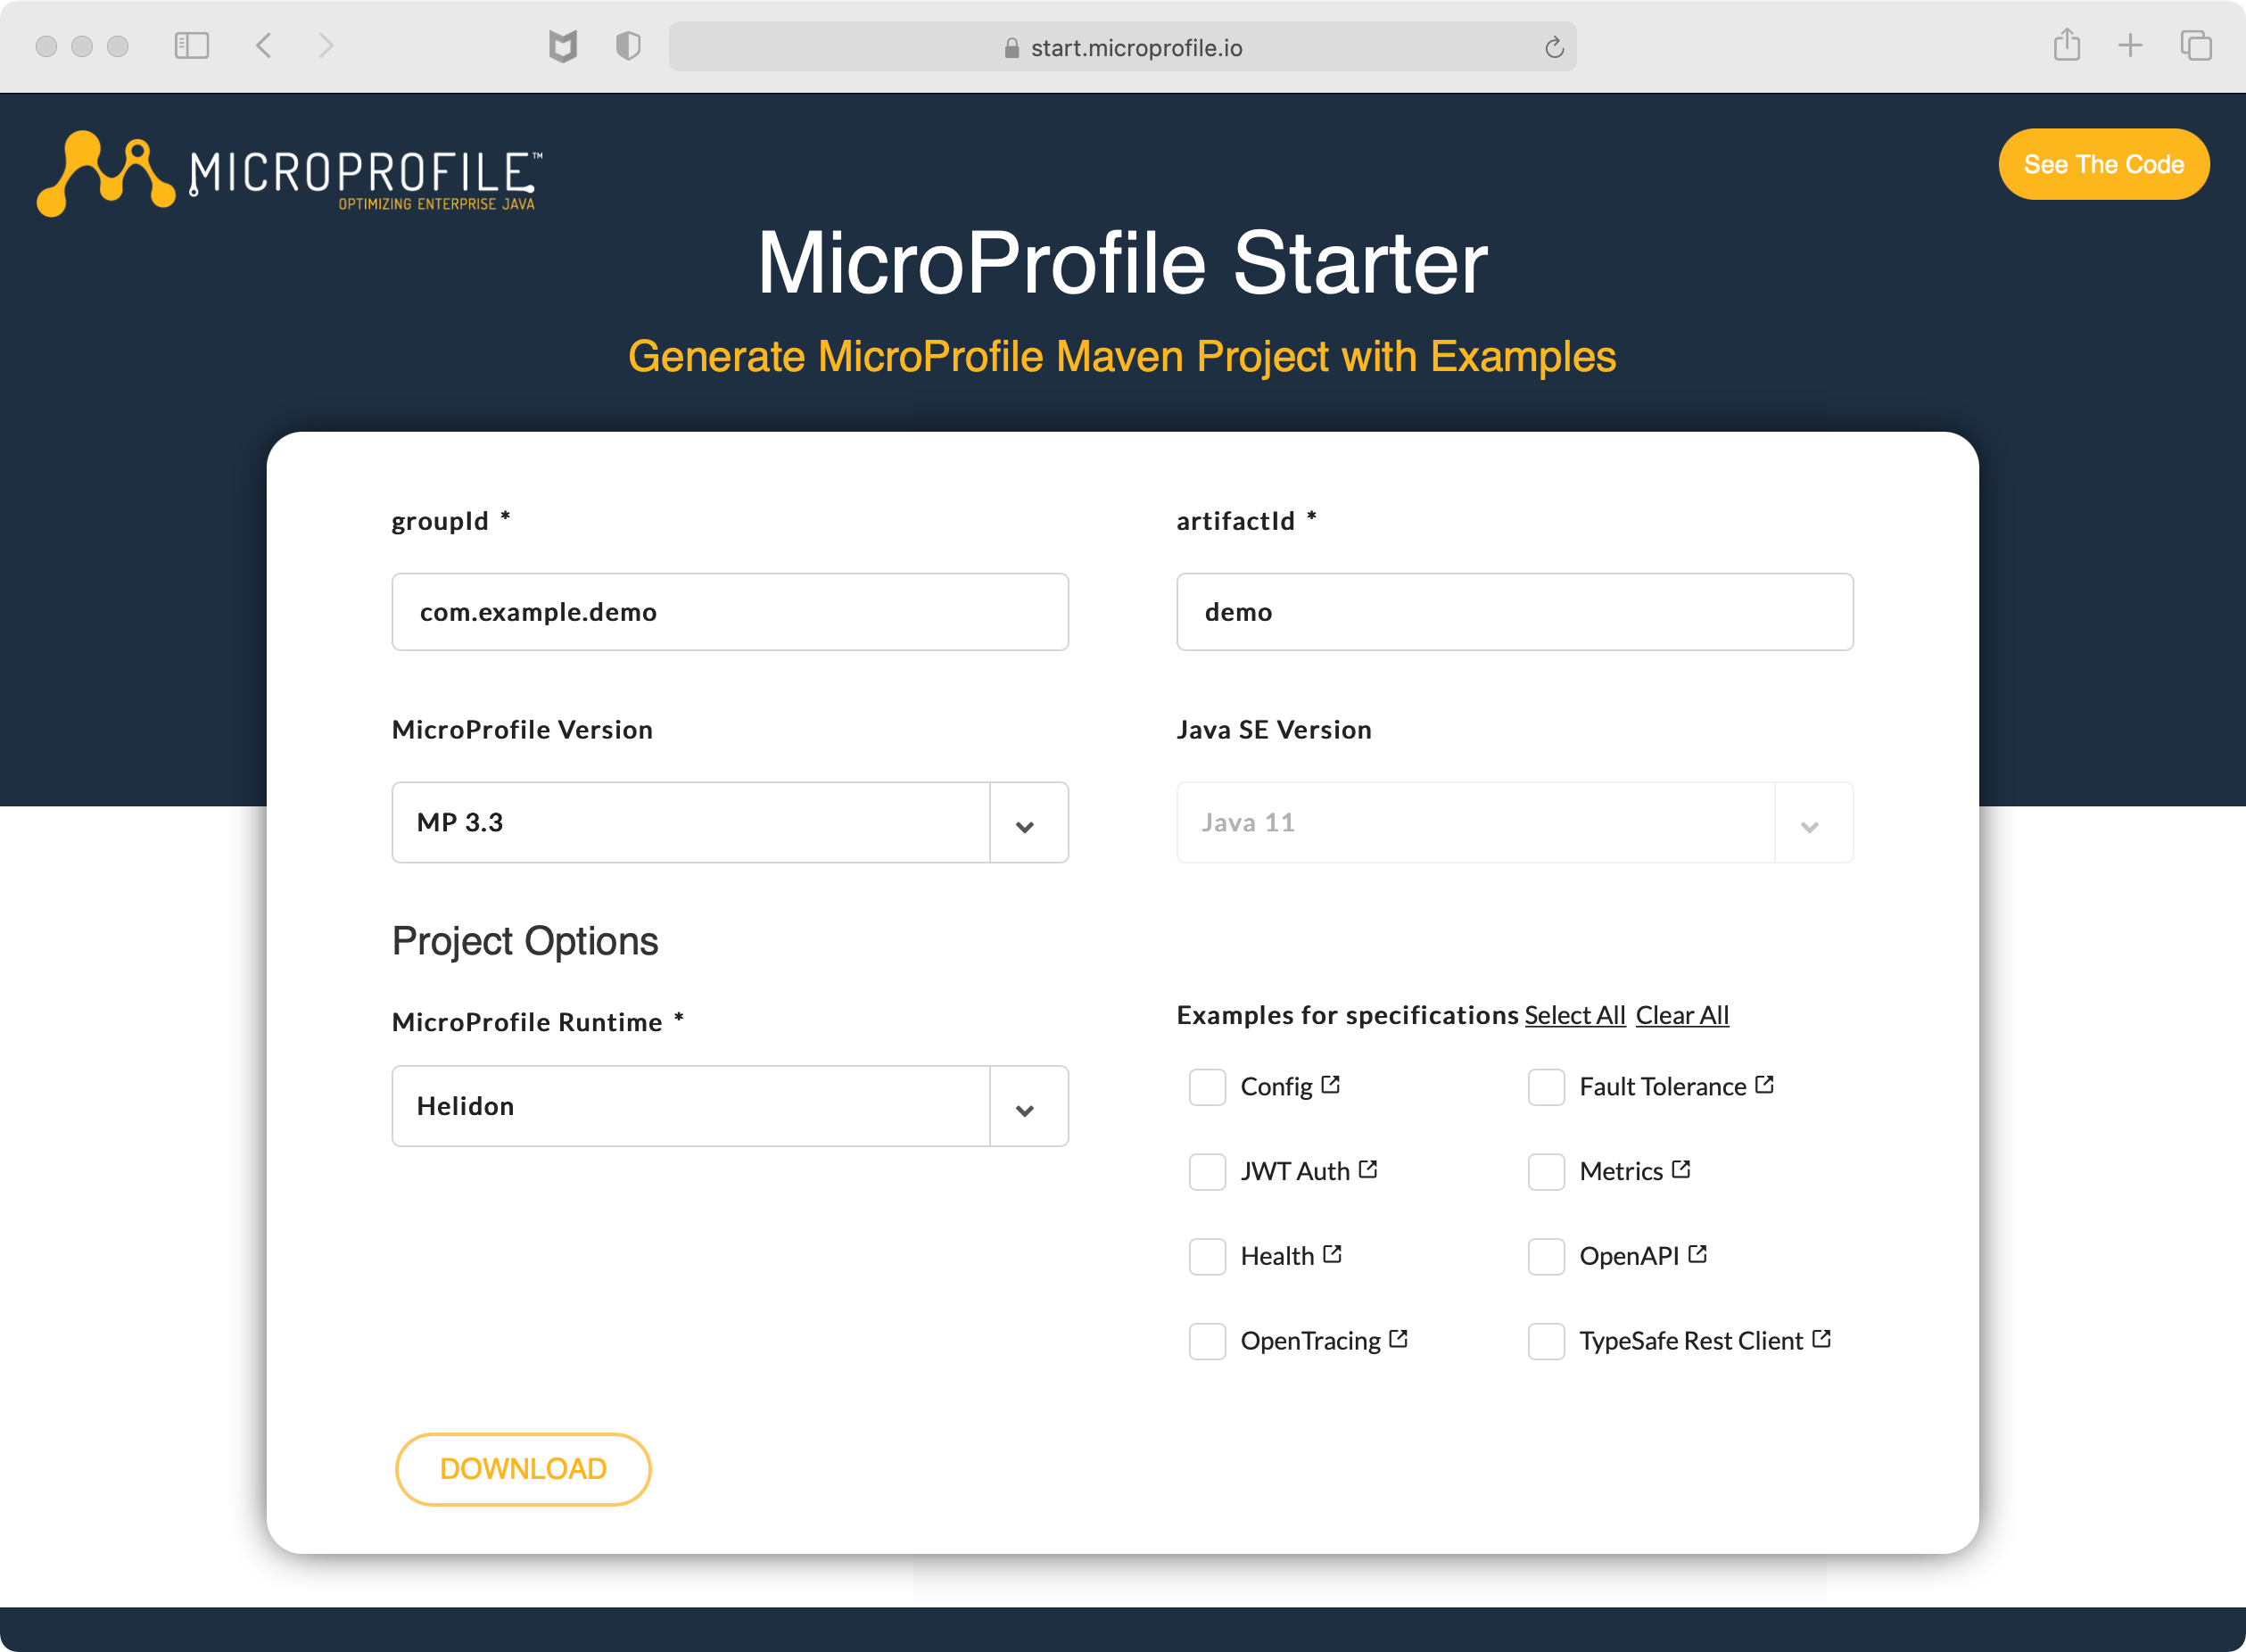 start.microprofile.io
MICROPROFILE™
OPTIMIZING ENTERPRISE JAVA
See The Code
MicroProfile Starter
Generate MicroProfile Maven Project with Examples
groupId *
artifactId *
com.example.demo
demo
MicroProfile Version
Java SE Version
MP 3.3
Java 11
Project Options
MicroProfile Runtime *
Examples for specifications Select All Clear All
Helidon
Config
Fault Tolerance
JWT Auth
Metrics
Health
OpenAPI
OpenTracing
TypeSafe Rest Client
DOWNLOAD